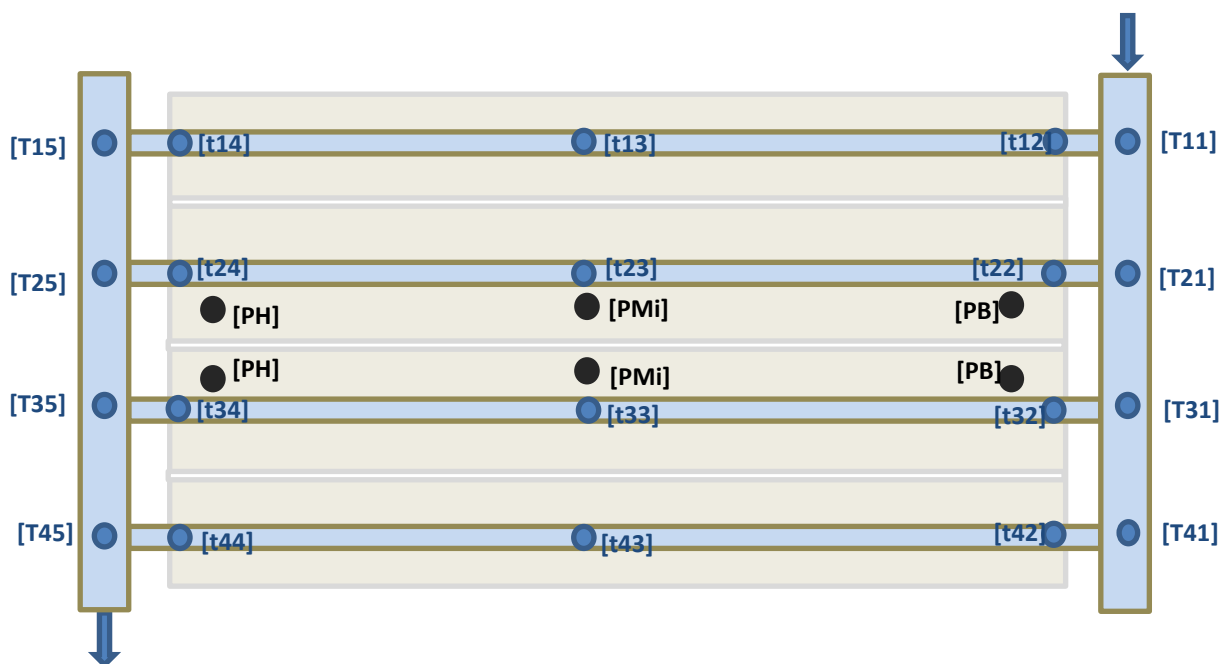 [T15] [t14] [t13] [t12] [T11]
[T25] [t24] [t23] [t22] [T21]
[PH] [PMi] [PB]
[PH] [PMi] [PB]
[T35] [t34] [t33] [t32] [T31]
[T45] [t44] [t43] [t42] [T41]